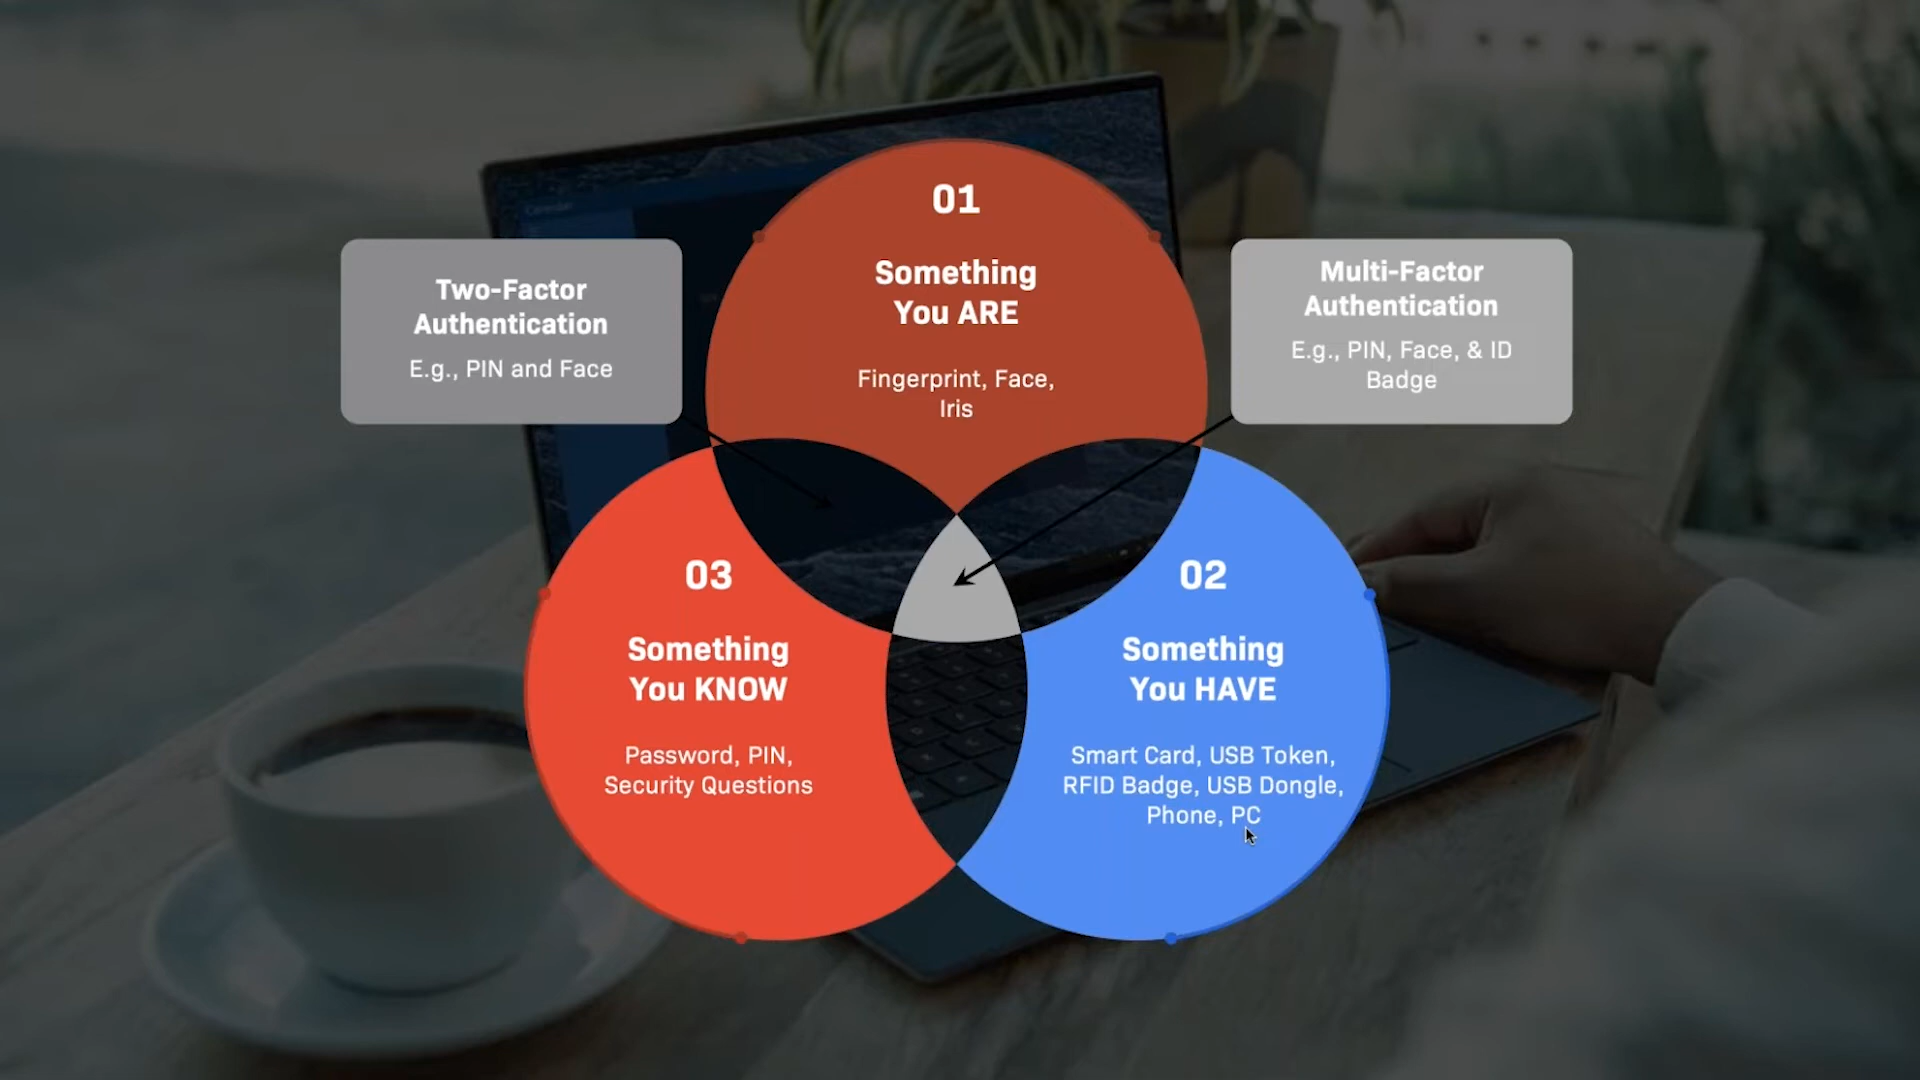 01
Something
You ARE
Fingerprint, Face,
Iris
Two-Factor
Authentication
E.g., PIN and Face
Multi-Factor
Authentication
E.g., PIN, Face, & ID
Badge
03
Something
You KNOW
Password, PIN,
Security Questions
02
Something
You HAVE
Smart Card, USB Token,
RFID Badge, USB Dongle,
Phone, PC